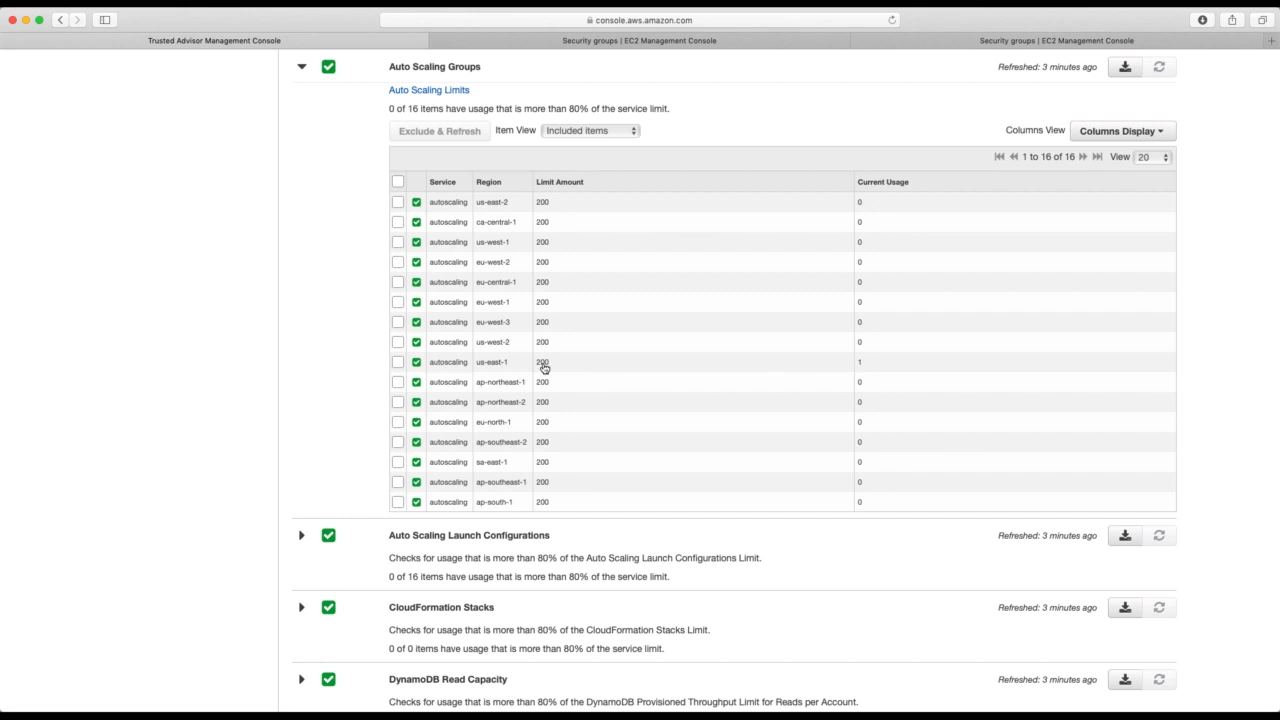 console.aws.amazon.com
Trusted Advisor Management Console Security groups | EC2 Management Console Security groups | EC2 Management Console
Auto Scaling Groups Refreshed: 3 minutes ago
Auto Scaling Limits
0 of 16 items have usage that is more than 80% of the service limit.
Exclude & Refresh Item View Included items Columns View Columns Display
1 to 16 of 16 View 20
Service Region Limit Amount Current Usage
autoscaling us-east-2 200 0
autoscaling ca-central-1 200 0
autoscaling us-west-1 200 0
autoscaling eu-west-2 200 0
autoscaling eu-central-1 200 0
autoscaling eu-west-1 200 0
autoscaling eu-west-3 200 0
autoscaling us-west-2 200 0
autoscaling us-east-1 200 1
autoscaling ap-northeast-1 200 0
autoscaling ap-northeast-2 200 0
autoscaling eu-north-1 200 0
autoscaling ap-southeast-2 200 0
autoscaling sa-east-1 200 0
autoscaling ap-southeast-1 200 0
autoscaling ap-south-1 200 0
Auto Scaling Launch Configurations Refreshed: 3 minutes ago
Checks for usage that is more than 80% of the Auto Scaling Launch Configurations Limit.
0 of 16 items have usage that is more than 80% of the service limit.
CloudFormation Stacks Refreshed: 3 minutes ago
Checks for usage that is more than 80% of the CloudFormation Stacks Limit.
0 of 0 items have usage that is more than 80% of the service limit.
DynamoDB Read Capacity Refreshed: 3 minutes ago
Checks for usage that is more than 80% of the DynamoDB Provisioned Throughput Limit for Reads per Account.